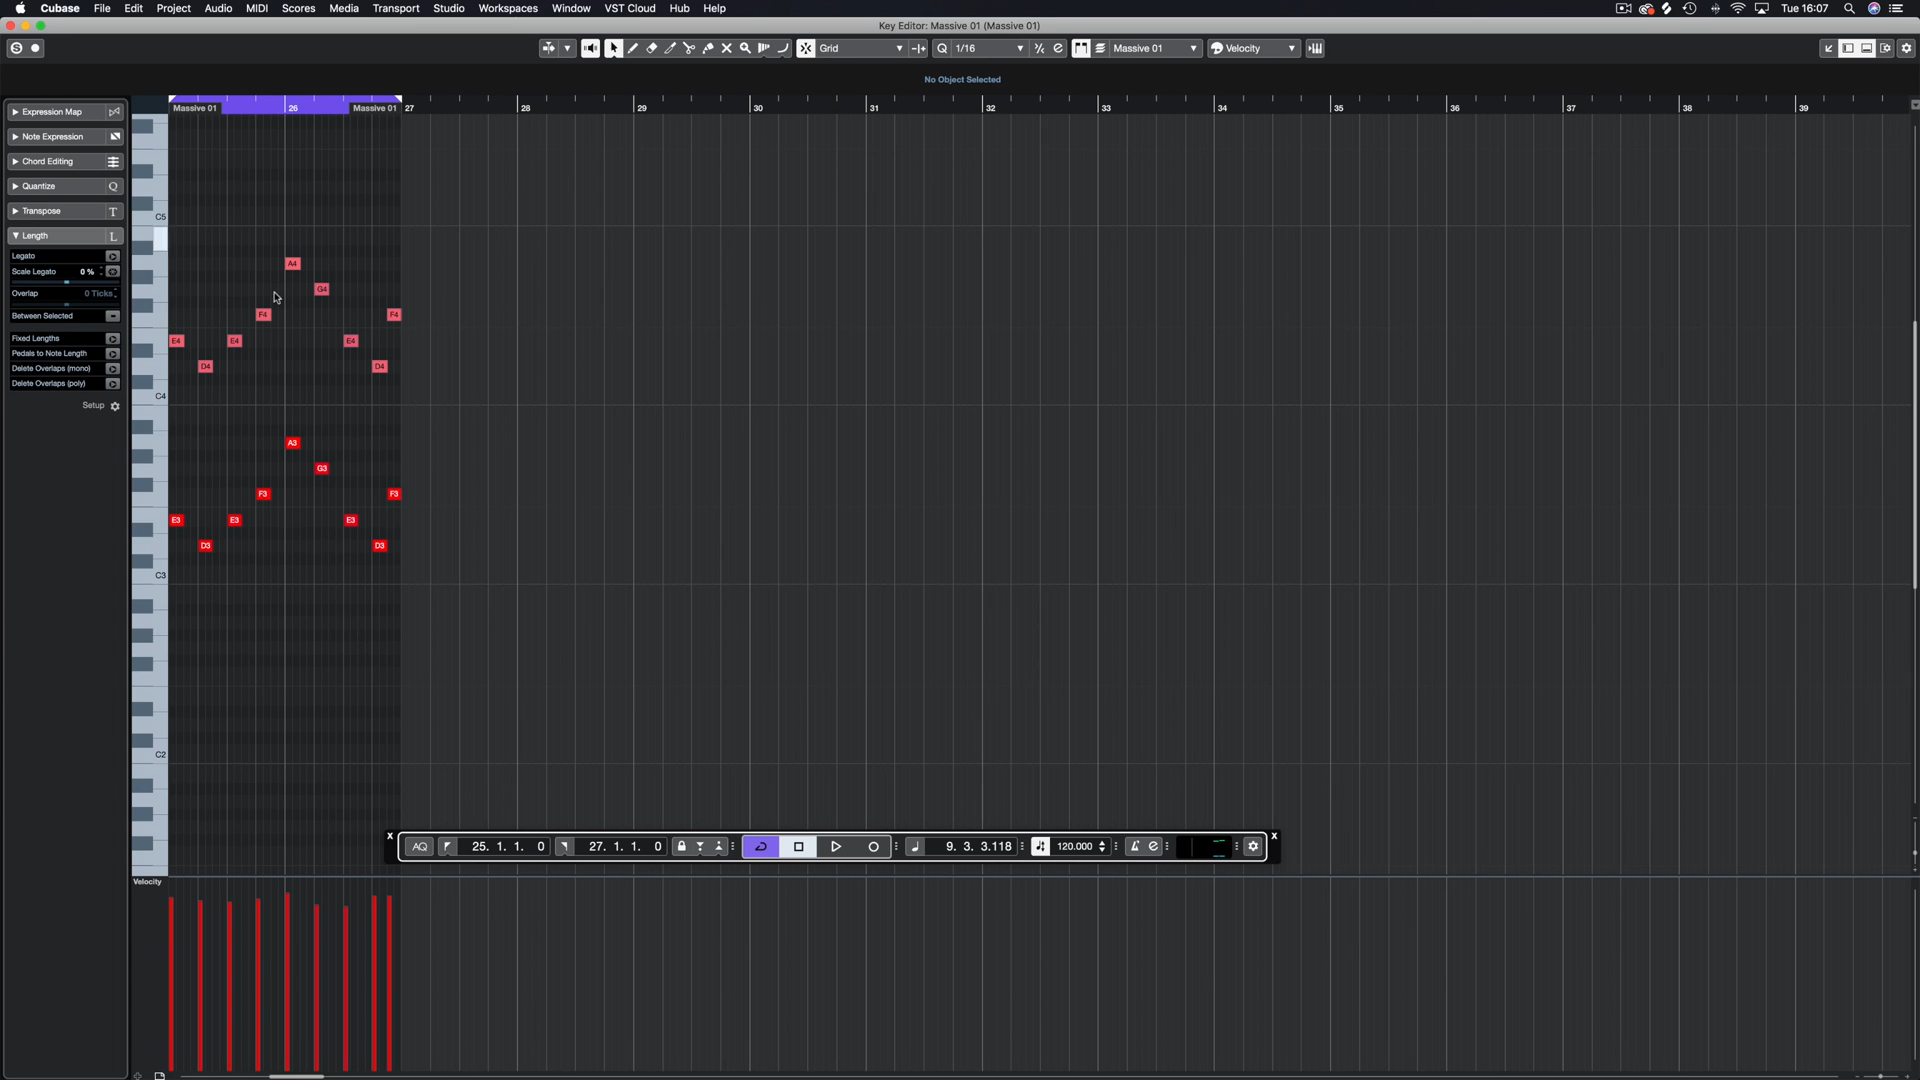 Cubase File Edit Project Audio MIDI Scores Media Transport Studio Workspaces Window VST Cloud Hub Help Tue 16:07
Key Editor: Massive 01 (Massive 01)
S Grid Q 1/16 Massive 01 Velocity
No Object Selected
Massive 01 26 Massive 01 27 28 29 30 31 32 33 34 35 36 37 38 39
Expression Map
Note Expression
Chord Editing
Quantize Q
Transpose T
Length L
Legato
Scale Legato 0 %
Overlap 0 Ticks
Between Selected
Fixed Lengths
Pedals to Note Length
Delete Overlaps (mono)
Delete Overlaps (poly)
Setup
C5
A4
G4
F4 F4
E4 E4 E4
D4 D4
C4
A3
G3
F3 F3
E3 E3 E3
D3 D3
C3
C2
x x
AQ 25. 1. 1. 0 27. 1. 1. 0 9. 3. 3.118 120.000
Velocity